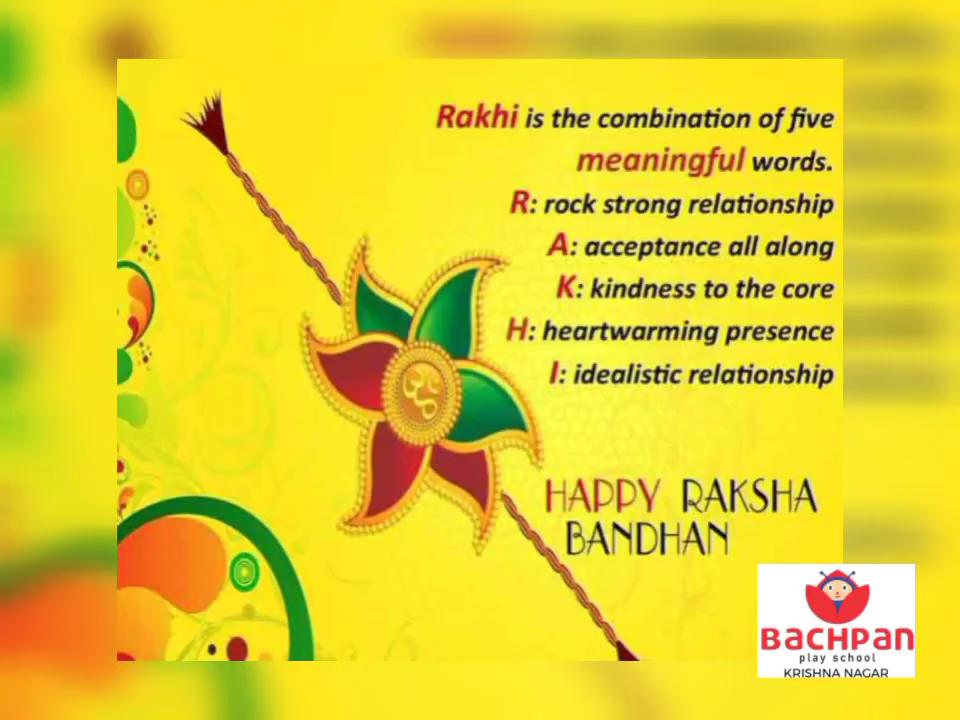 Rakhi is the combination of five
meaningful words.
R: rock strong relationship
A: acceptance all along
K: kindness to the core
H: heartwarming presence
I: idealistic relationship
ॐ
HAPPY RAKSHA
BANDHAN
BACHPAN
play school
KRISHNA NAGAR